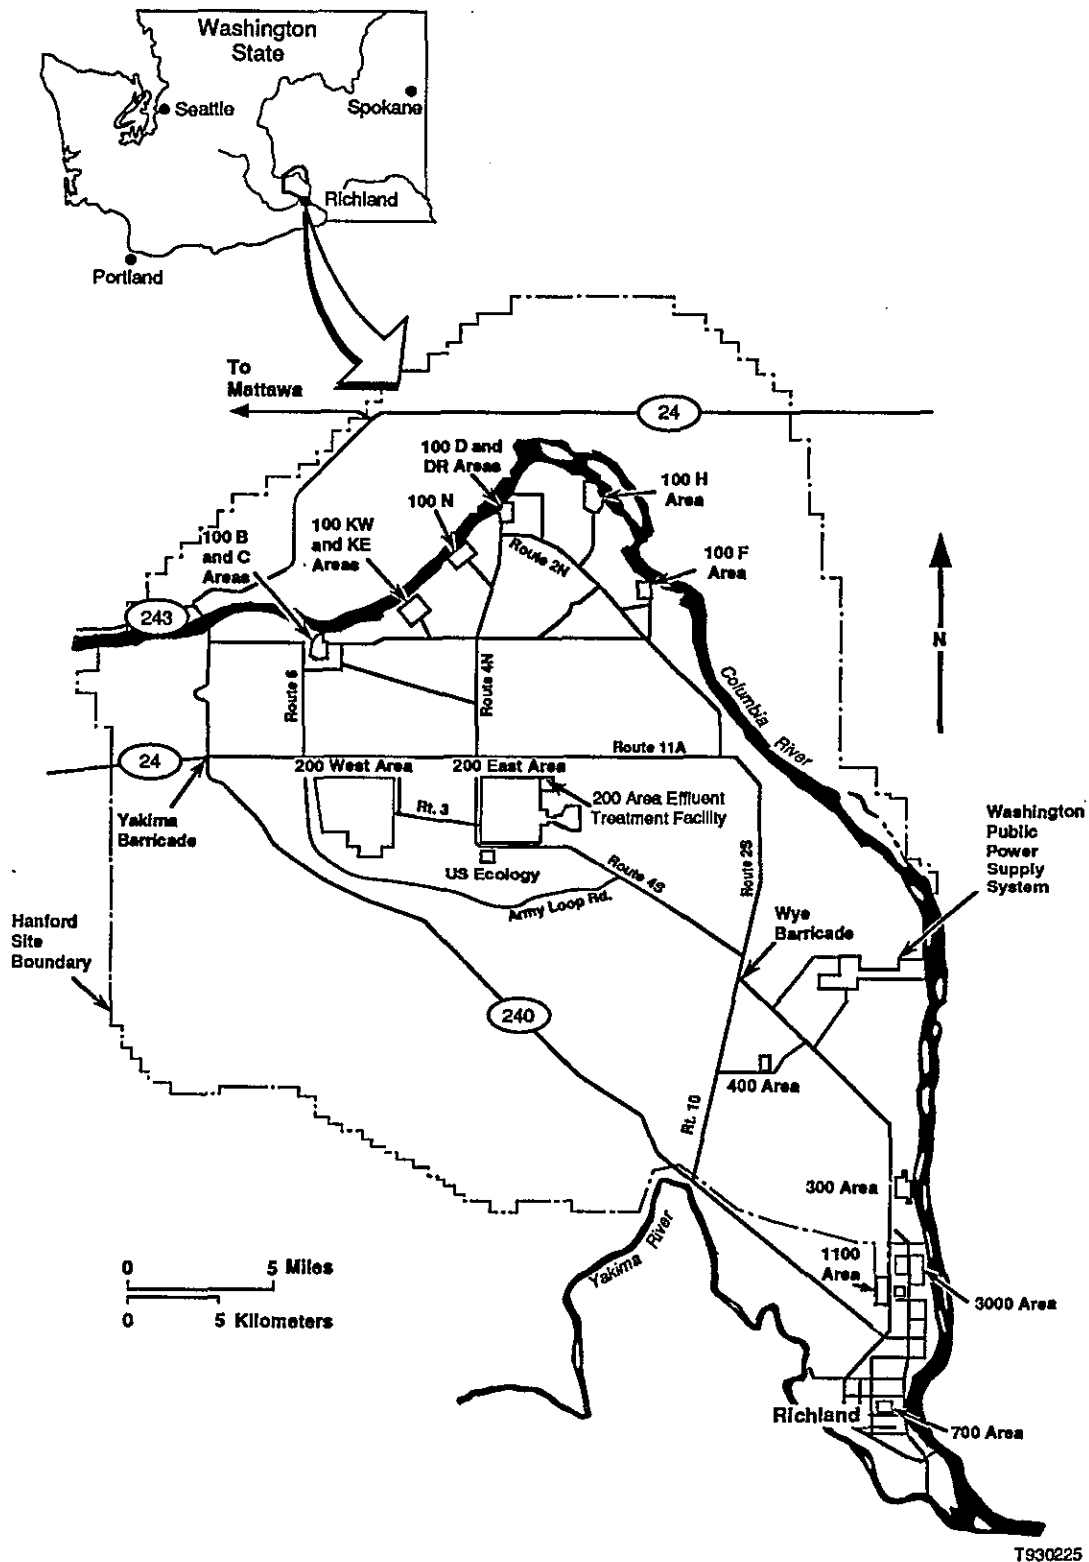 Washington
State
Seattle
Spokane
Richland
Portland
To
Mattawa
24
100 D and
DR Areas
100 H
Area
100 N
100 KW
and KE
Areas
100 B
and C
Areas
Route 2H
100 F
Area
243
N
Route 6
Route 4N
Columbia
River
Route 11A
24
200 West Area
200 East Area
200 Area Effluent
Treatment Facility
Rt. 3
Yakima
Barricade
Washington
Public
Power
Supply
System
US Ecology
Route 4S
Route 2S
Army Loop Rd.
Wye
Barricade
Hanford
Site
Boundary
240
400 Area
Rt. 10
300 Area
Yakima River
1100
Area
3000 Area
0 5 Miles
0 5 Kilometers
Richland
700 Area
T930225